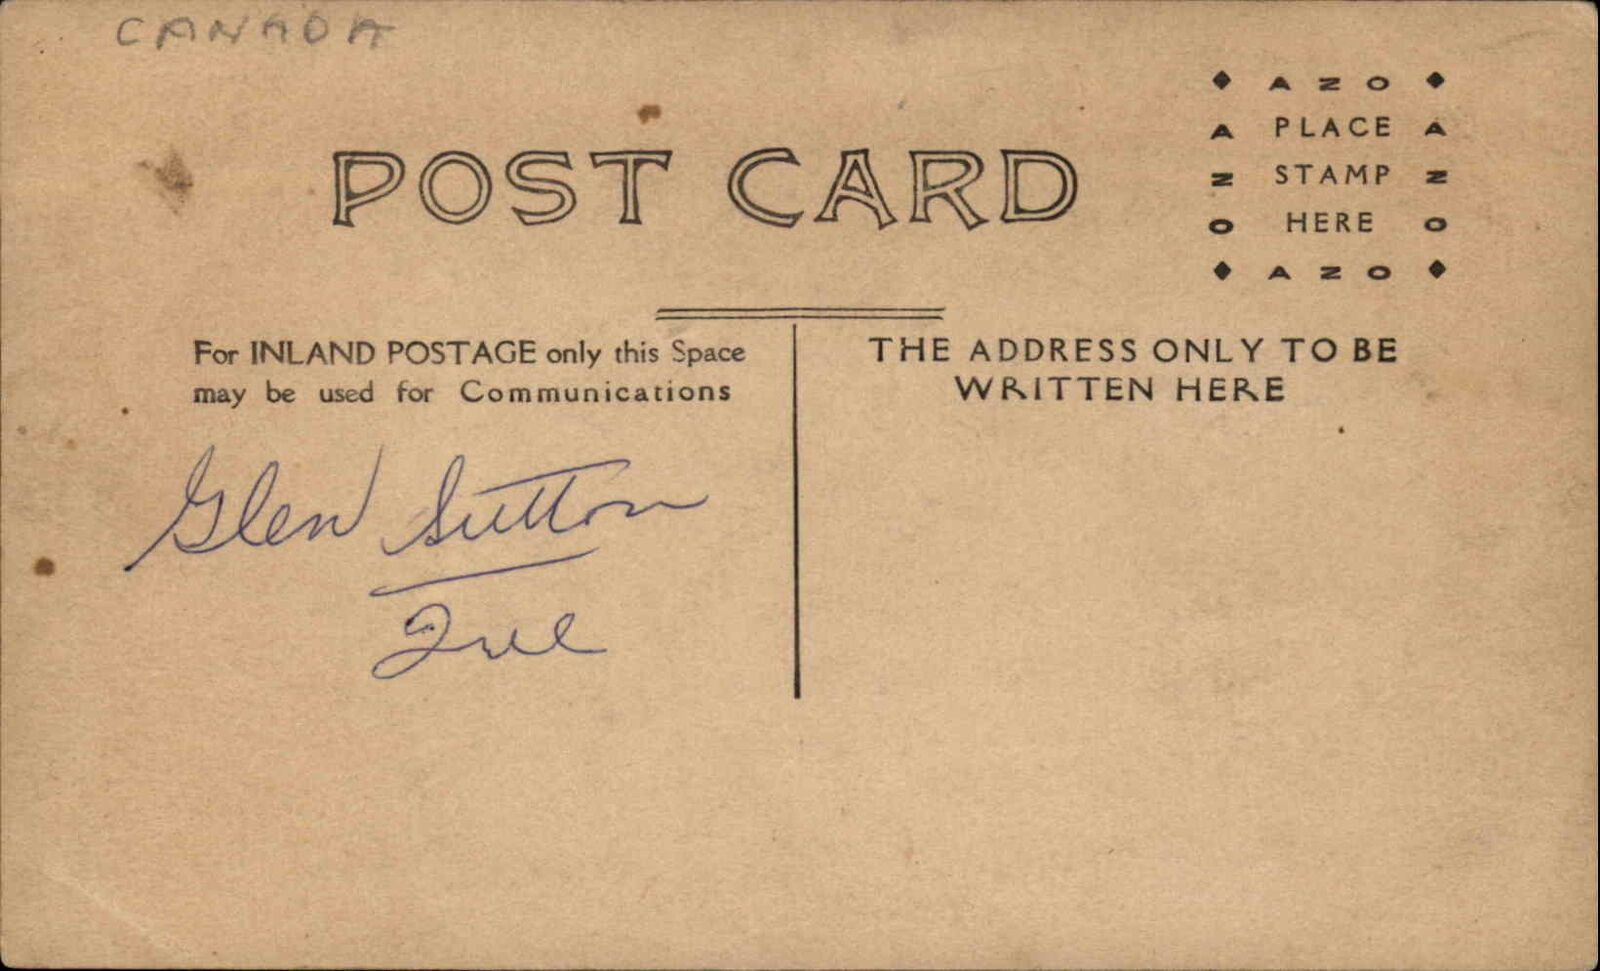 CANADA
AZO
A PLACE A
N STAMP N
O HERE O
AZO
POST CARD
For INLAND POSTAGE only this Space
may be used for Communications
THE ADDRESS ONLY TO BE
WRITTEN HERE
Glen Sutton
Que